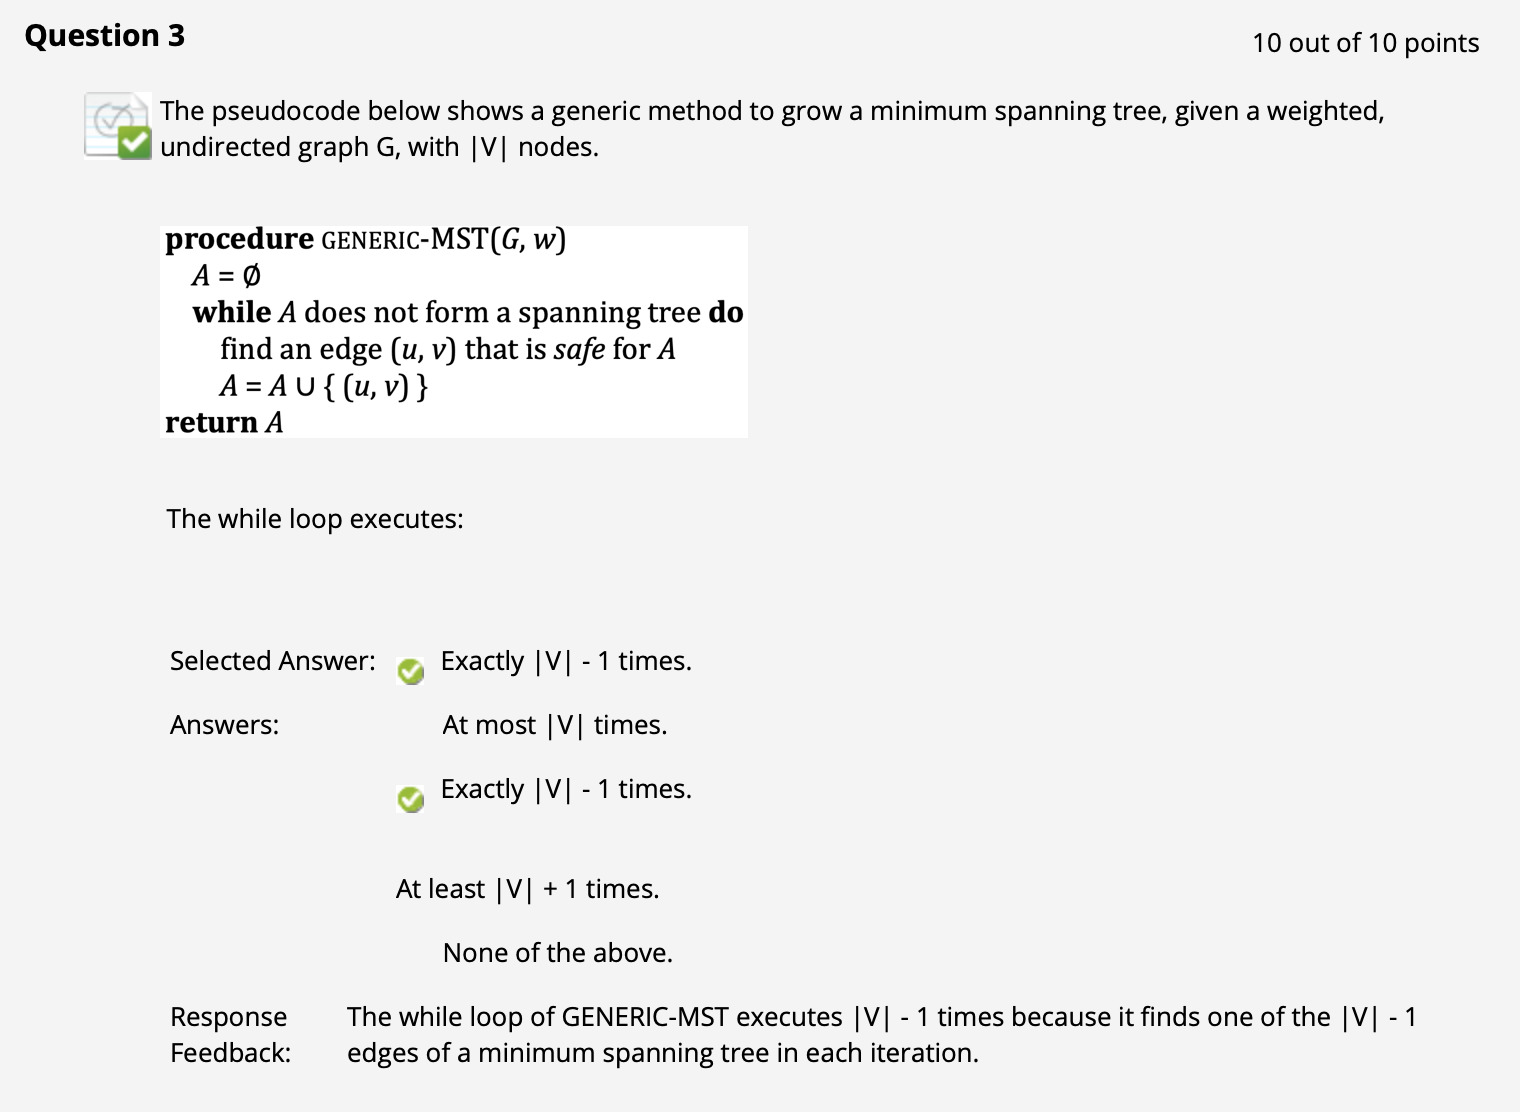 Question 3
10 out of 10 points
The pseudocode below shows a generic method to grow a minimum spanning tree, given a weighted,
undirected graph G, with |V| nodes.
procedure GENERIC-MST(G, w)
A = ∅
while A does not form a spanning tree do
find an edge (u, v) that is safe for A
A = A ∪ { (u, v) }
return A
The while loop executes:
Selected Answer: Exactly |V| - 1 times.
Answers: At most |V| times.
Exactly |V| - 1 times.
At least |V| + 1 times.
None of the above.
Response Feedback: The while loop of GENERIC-MST executes |V| - 1 times because it finds one of the |V| - 1
edges of a minimum spanning tree in each iteration.